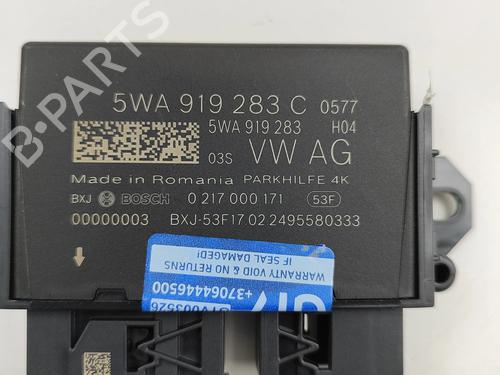 5WA 919 283 C 0577
5WA 919 283 H04
03S VW AG
Made in Romania PARKHILFE 4K
BXJ BOSCH 0 217 000 171 53F
00000003 BXJ-53F17 02.2495580333
WARRANTY VOID & NO RETURNS
IF SEAL DAMAGED!
+37064446500
B-PARTS